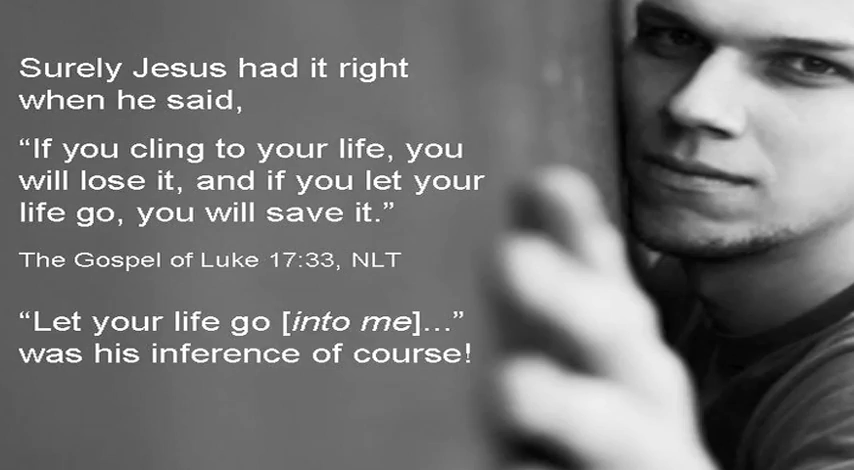 Surely Jesus had it right
when he said,
“If you cling to your life, you
will lose it, and if you let your
life go, you will save it.”
The Gospel of Luke 17:33, NLT
“Let your life go [into me]...”
was his inference of course!